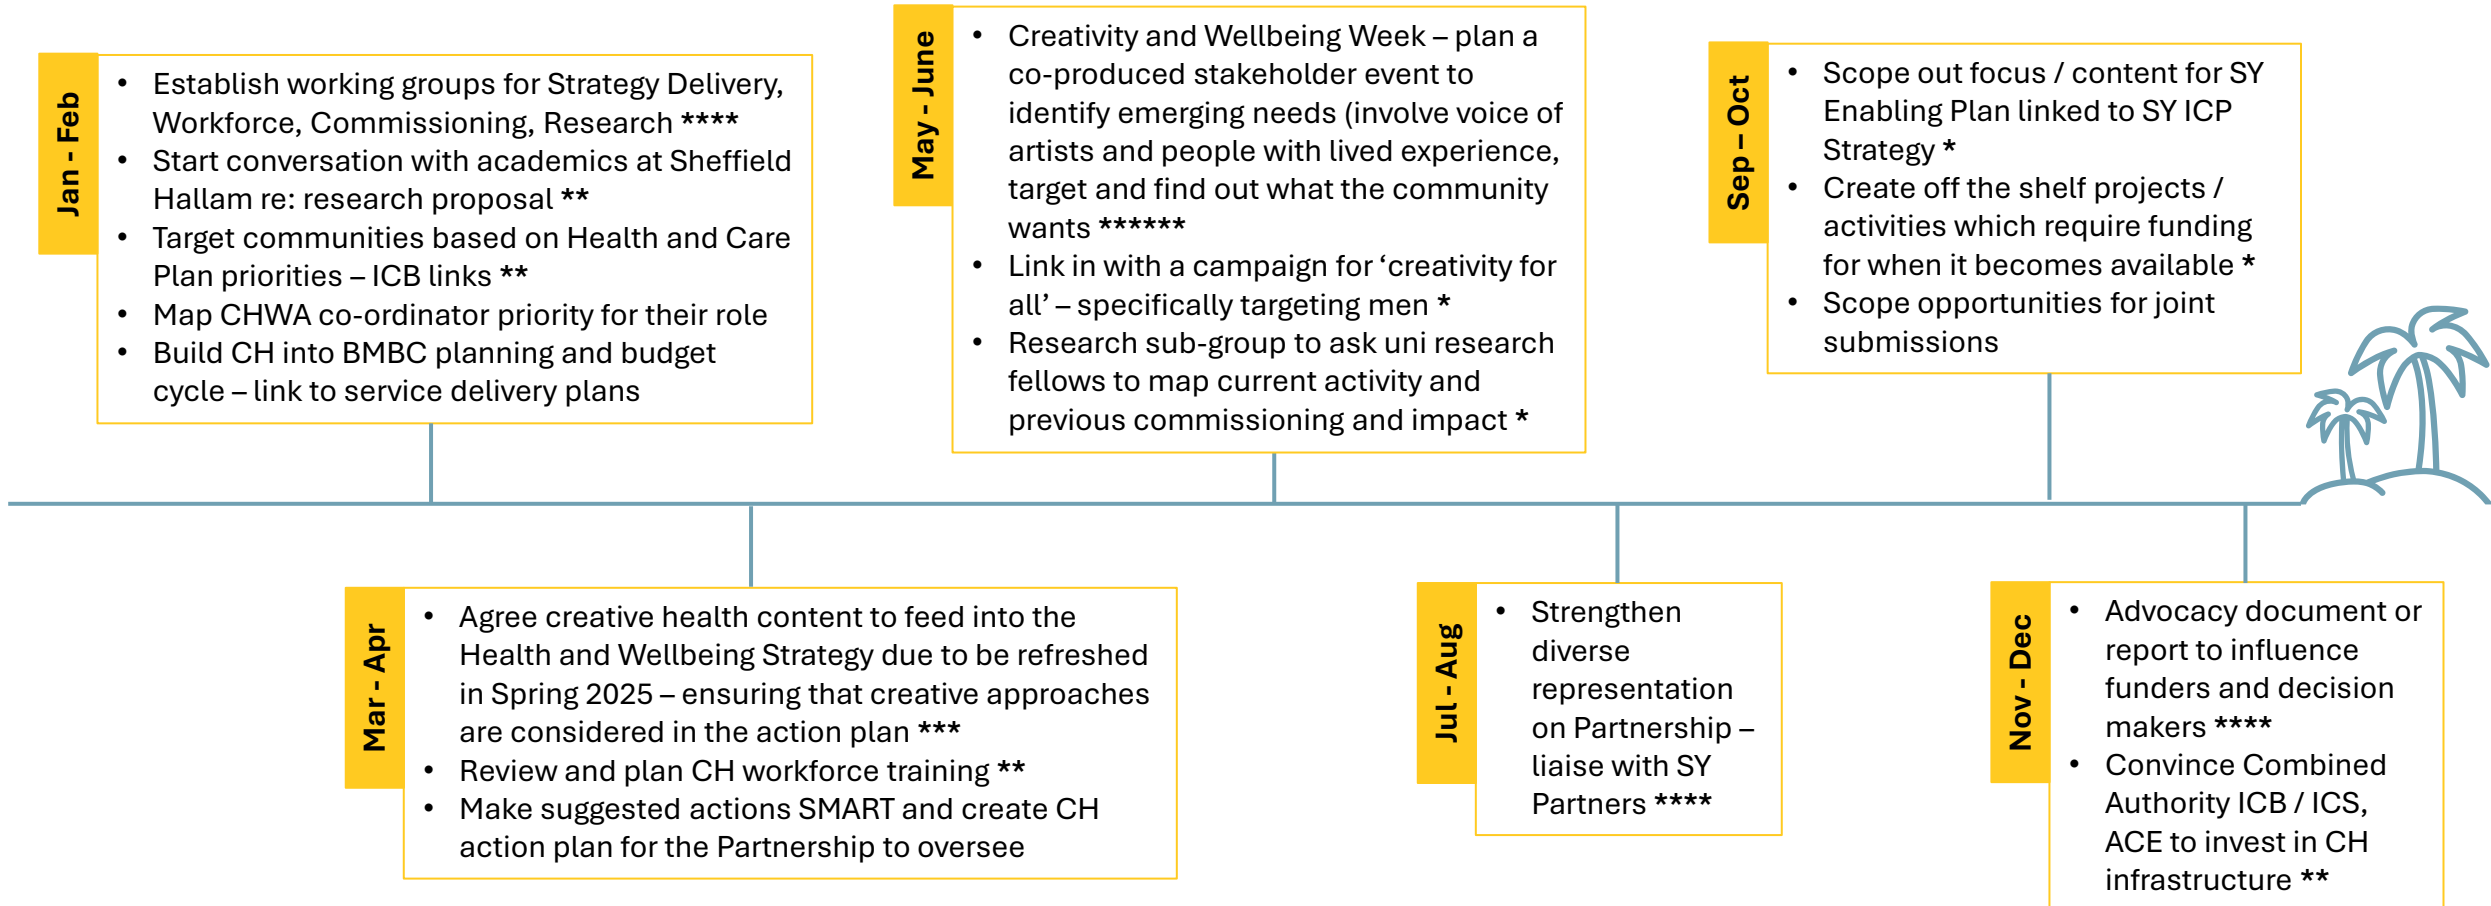 Jan - Feb
• Establish working groups for Strategy Delivery,
Workforce, Commissioning, Research ****
• Start conversation with academics at Sheffield
Hallam re: research proposal **
• Target communities based on Health and Care
Plan priorities – ICB links **
• Map CHWA co-ordinator priority for their role
• Build CH into BMBC planning and budget
cycle – link to service delivery plans
Mar - Apr
• Agree creative health content to feed into the
Health and Wellbeing Strategy due to be refreshed
in Spring 2025 – ensuring that creative approaches
are considered in the action plan ***
• Review and plan CH workforce training **
• Make suggested actions SMART and create CH
action plan for the Partnership to oversee
May - June
• Creativity and Wellbeing Week – plan a
co-produced stakeholder event to
identify emerging needs (involve voice of
artists and people with lived experience,
target and find out what the community
wants ******
• Link in with a campaign for ‘creativity for
all’ – specifically targeting men *
• Research sub-group to ask uni research
fellows to map current activity and
previous commissioning and impact *
Jul - Aug
• Strengthen
diverse
representation
on Partnership –
liaise with SY
Partners ****
Sep – Oct
• Scope out focus / content for SY
Enabling Plan linked to SY ICP
Strategy *
• Create off the shelf projects /
activities which require funding
for when it becomes available *
• Scope opportunities for joint
submissions
Nov - Dec
• Advocacy document or
report to influence
funders and decision
makers ****
• Convince Combined
Authority ICB / ICS,
ACE to invest in CH
infrastructure **